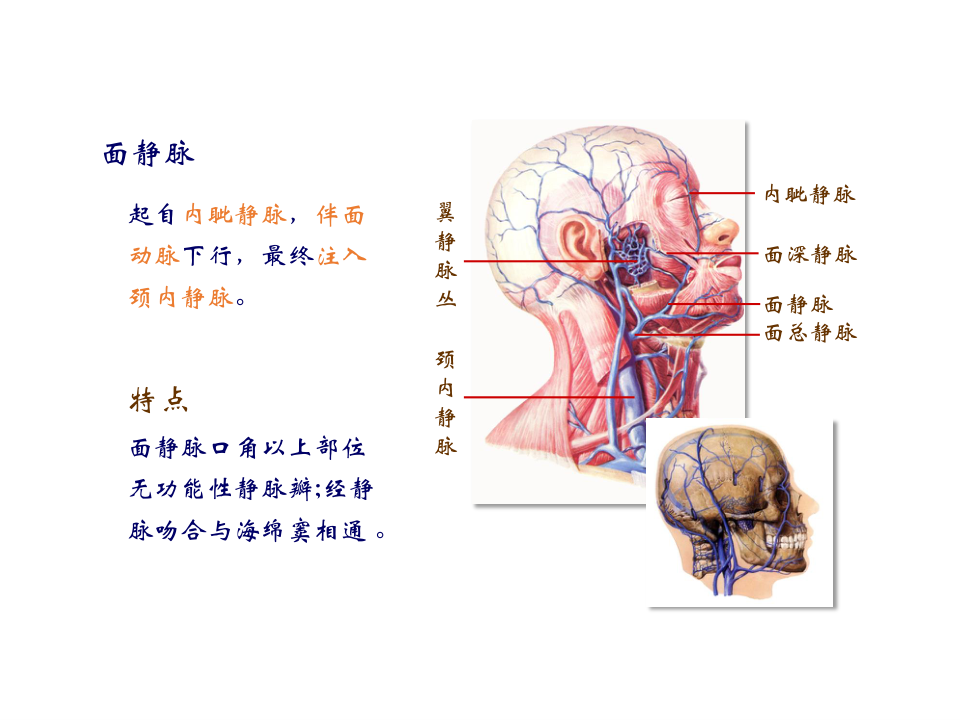 面静脉
起自内眦静脉，伴面
动脉下行，最终注入
颈内静脉。
特点
面静脉口角以上部位
无功能性静脉瓣;经静
脉吻合与海绵窦相通。
翼静脉丛
颈内静脉
内眦静脉
面深静脉
面静脉
面总静脉